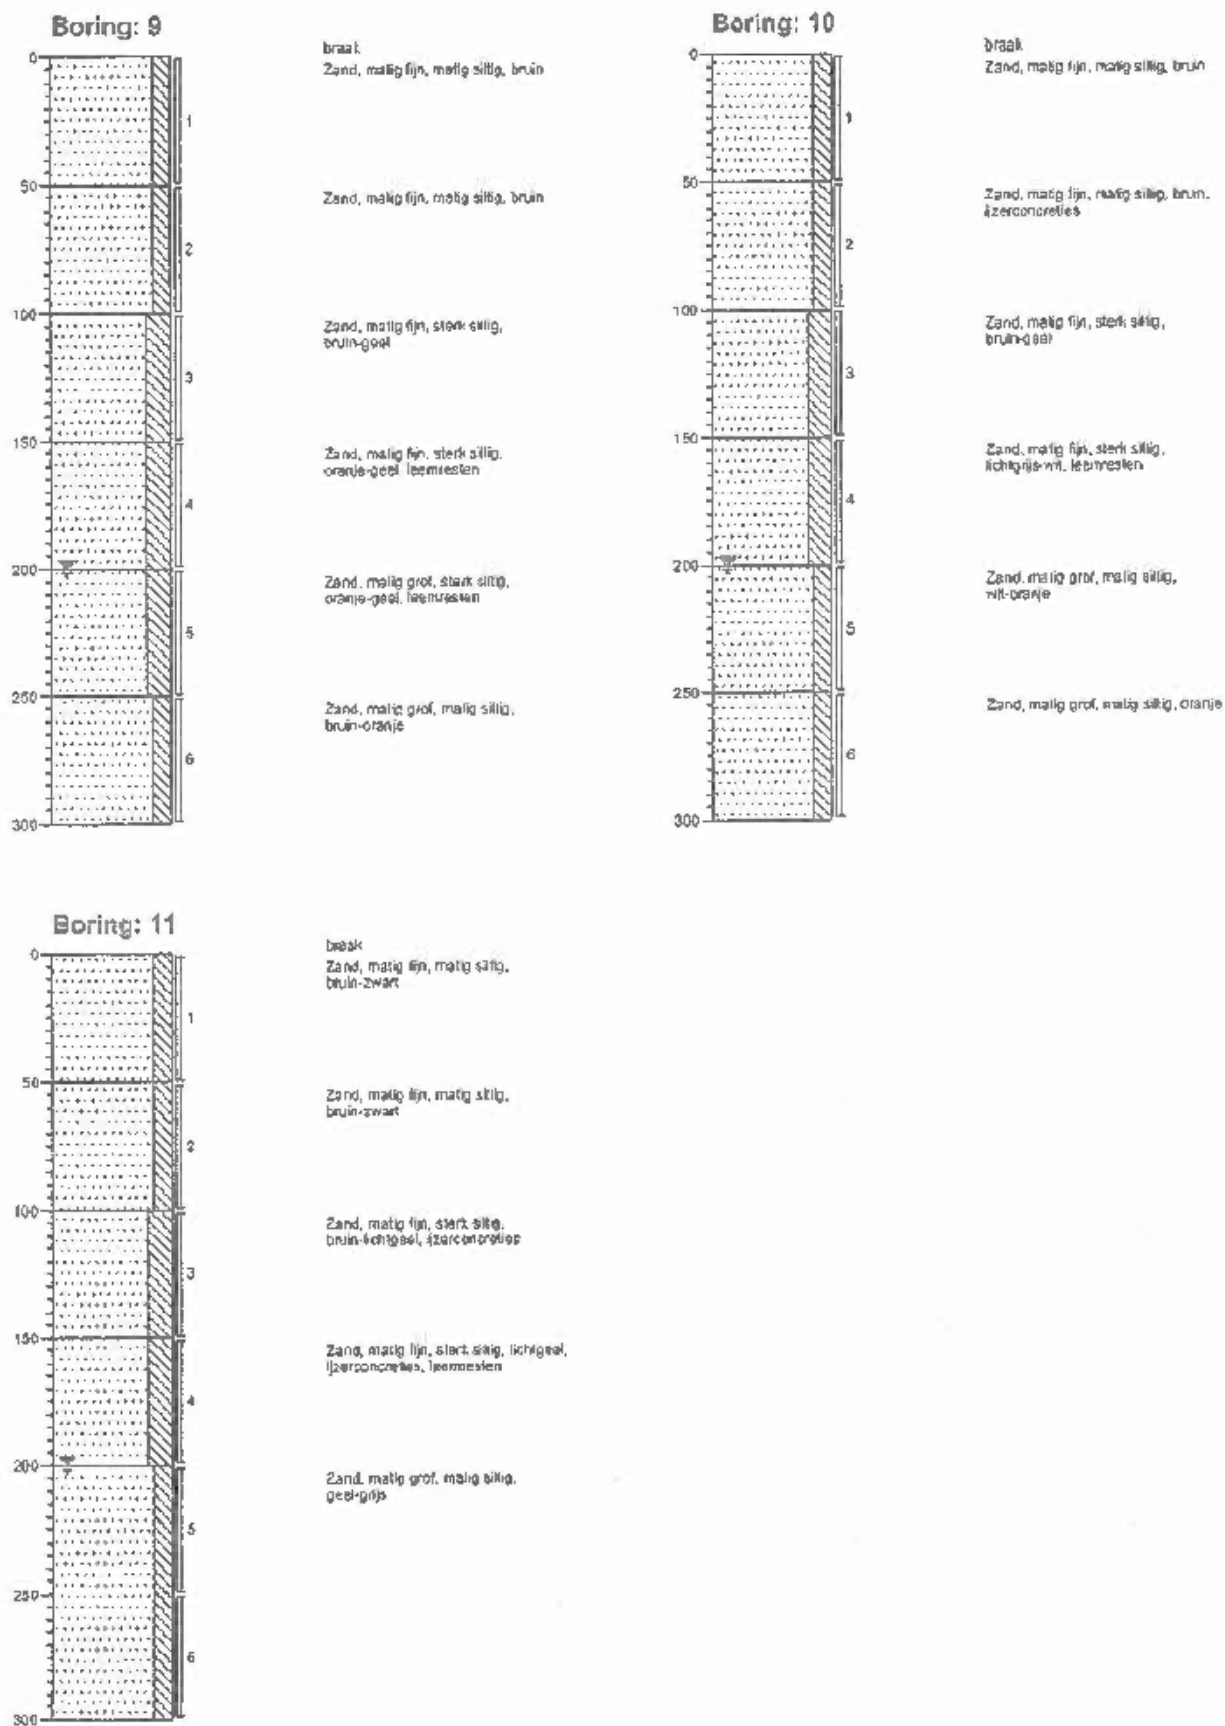 Boring: 9
braak
0
Zand, matig fijn, matig siltig, bruin
1
50
Zand, matig fijn, matig siltig, bruin
2
100
Zand, matig fijn, sterk siltig,
bruin-geel
3
150
Zand, matig fijn, sterk siltig,
oranje-geel, leemresten
4
200
Zand, matig grof, sterk siltig,
oranje-geel, leemresten
5
250
Zand, matig grof, matig siltig,
bruin-oranje
6
300
Boring: 10
braak
0
Zand, matig fijn, matig siltig, bruin
1
50
Zand, matig fijn, matig siltig, bruin,
ijzerconcreties
2
100
Zand, matig fijn, sterk siltig,
bruin-geel
3
150
Zand, matig fijn, sterk siltig,
lichtgrijs-wit, leemresten
4
200
Zand, matig grof, matig siltig,
wit-oranje
5
250
Zand, matig grof, matig siltig, oranje
6
300
Boring: 11
braak
0
Zand, matig fijn, matig siltig,
bruin-zwart
1
50
Zand, matig fijn, matig siltig,
bruin-zwart
2
100
Zand, matig fijn, sterk siltig,
bruin-lichtgeel, ijzerconcreties
3
150
Zand, matig fijn, sterk siltig, lichtgeel,
ijzerconcreties, leemresten
4
200
Zand, matig grof, matig siltig,
geel-grijs
5
250
6
300